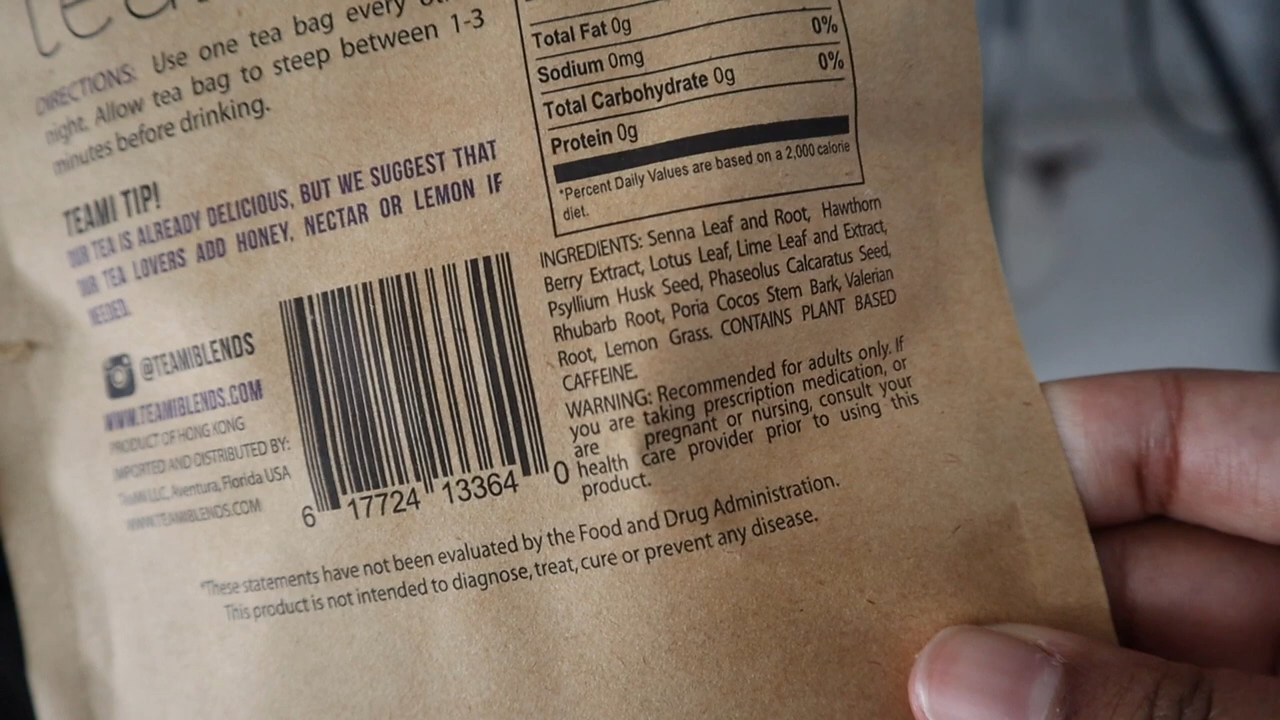 DIRECTIONS: Use one tea bag every
night. Allow tea bag to steep between 1-3
minutes before drinking.
TEAMI TIP!
OUR TEA IS ALREADY DELICIOUS, BUT WE SUGGEST THAT
OUR TEA LOVERS ADD HONEY, NECTAR OR LEMON IF
NEEDED.
@TEAMIBLENDS
WWW.TEAMIBLENDS.COM
PRODUCT OF HONG KONG
IMPORTED AND DISTRIBUTED BY:
TeaMi LLC, Aventura, Florida USA
WWW.TEAMIBLENDS.COM
6 17724 13364 0
Total Fat 0g 0%
Sodium 0mg 0%
Total Carbohydrate 0g 0%
Protein 0g
*Percent Daily Values are based on a 2,000 calorie
diet.
INGREDIENTS: Senna Leaf and Root, Hawthorn
Berry Extract, Lotus Leaf, Lime Leaf and Extract,
Psyllium Husk Seed, Phaseolus Calcaratus Seed,
Rhubarb Root, Poria Cocos Stem Bark, Valerian
Root, Lemon Grass. CONTAINS PLANT BASED
CAFFEINE.
WARNING: Recommended for adults only. If
you are taking prescription medication, or
are pregnant or nursing, consult your
health care provider prior to using this
product.
*These statements have not been evaluated by the Food and Drug Administration.
This product is not intended to diagnose, treat, cure or prevent any disease.